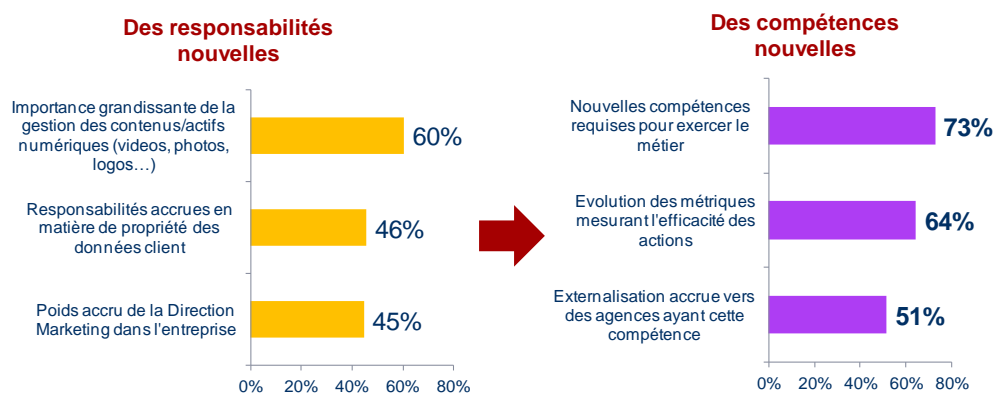 Des responsabilités
nouvelles
Importance grandissante de la
gestion des contenus/actifs
numériques (videos, photos,
logos…)
60%
Responsabilités accrues en
matière de propriété des
données client
46%
Poids accru de la Direction
Marketing dans l'entreprise
45%
0% 20% 40% 60% 80%
Des compétences
nouvelles
Nouvelles compétences
requises pour exercer le
métier
73%
Evolution des métriques
mesurant l'efficacité des
actions
64%
Externalisation accrue vers
des agences ayant cette
compétence
51%
0% 20% 40% 60% 80%